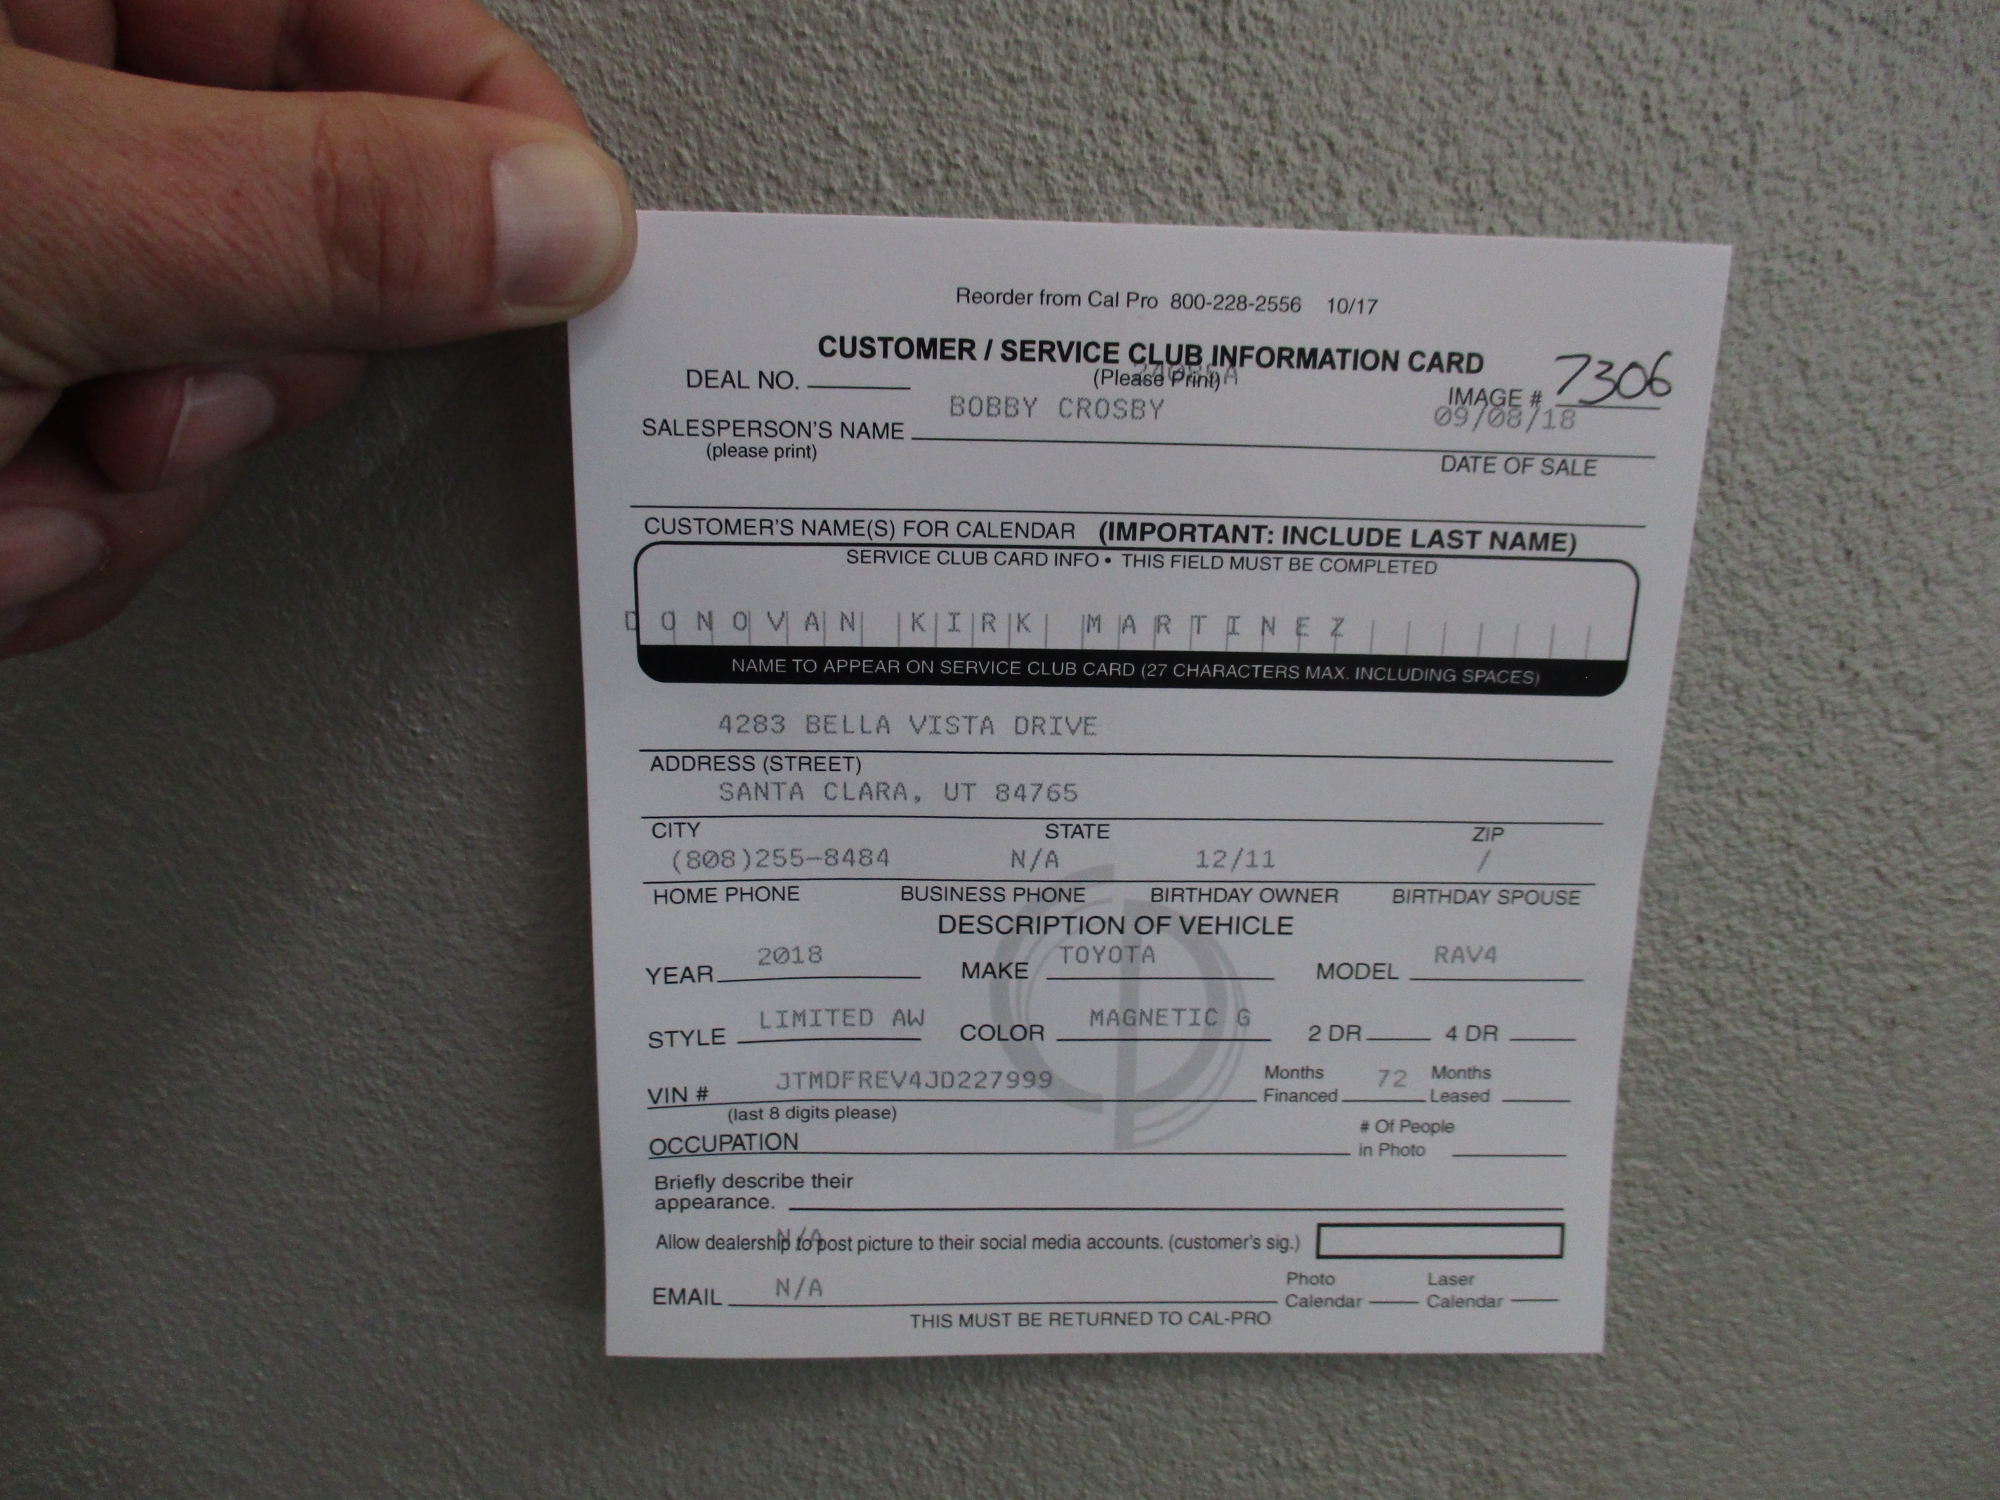 Reorder from Cal Pro 800-228-2556 10/17
CUSTOMER / SERVICE CLUB INFORMATION CARD
DEAL NO. (Please Print)
IMAGE # 7306
BOBBY CROSBY 09/08/18
SALESPERSON'S NAME
(please print) DATE OF SALE
CUSTOMER'S NAME(S) FOR CALENDAR (IMPORTANT: INCLUDE LAST NAME)
SERVICE CLUB CARD INFO • THIS FIELD MUST BE COMPLETED
DONOVAN KIRK MARTINEZ
NAME TO APPEAR ON SERVICE CLUB CARD (27 CHARACTERS MAX. INCLUDING SPACES)
4283 BELLA VISTA DRIVE
ADDRESS (STREET)
SANTA CLARA, UT 84765
CITY STATE ZIP
(808)255-8484 N/A 12/11 /
HOME PHONE BUSINESS PHONE BIRTHDAY OWNER BIRTHDAY SPOUSE
DESCRIPTION OF VEHICLE
YEAR 2018 MAKE TOYOTA MODEL RAV4
STYLE LIMITED AW COLOR MAGNETIC G 2 DR 4 DR
VIN # JTMDFREV4JD227999 Months Financed 72 Months Leased
(last 8 digits please)
OCCUPATION # Of People in Photo
Briefly describe their
appearance.
N/A
Allow dealership to post picture to their social media accounts. (customer's sig.)
EMAIL N/A Photo Calendar Laser Calendar
THIS MUST BE RETURNED TO CAL-PRO